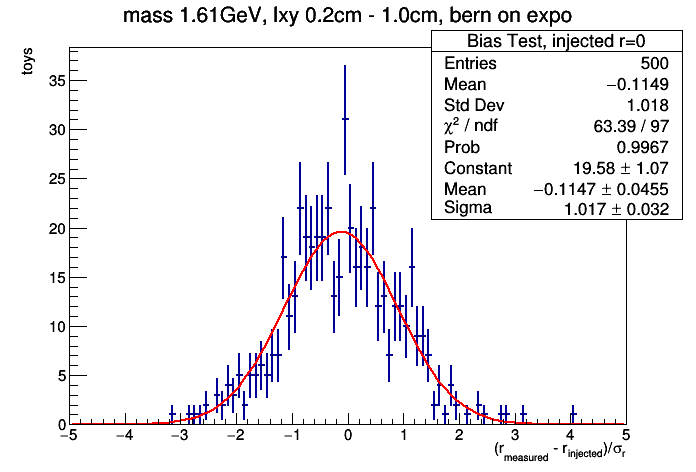 mass 1.61GeV, lxy 0.2cm - 1.0cm, bern on expo
toys
Bias Test, injected r=0
Entries 500
Mean −0.1149
Std Dev 1.018
χ² / ndf 63.39 / 97
Prob 0.9967
Constant 19.58 ± 1.07
Mean −0.1147 ± 0.0455
Sigma 1.017 ± 0.032
35
30
25
20
15
10
5
0
−5 −4 −3 −2 −1 0 1 2 3 4 5
(r_measured - r_injected)/σ_r